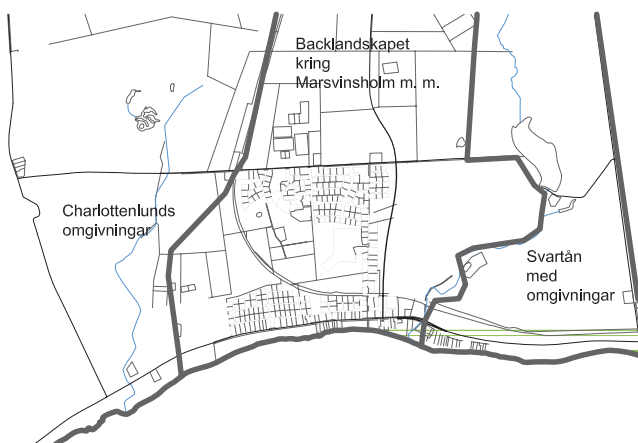 Backlandskapet
kring
Marsvinsholm m. m.
Charlottenlunds
omgivningar
Svartån
med
omgivningar